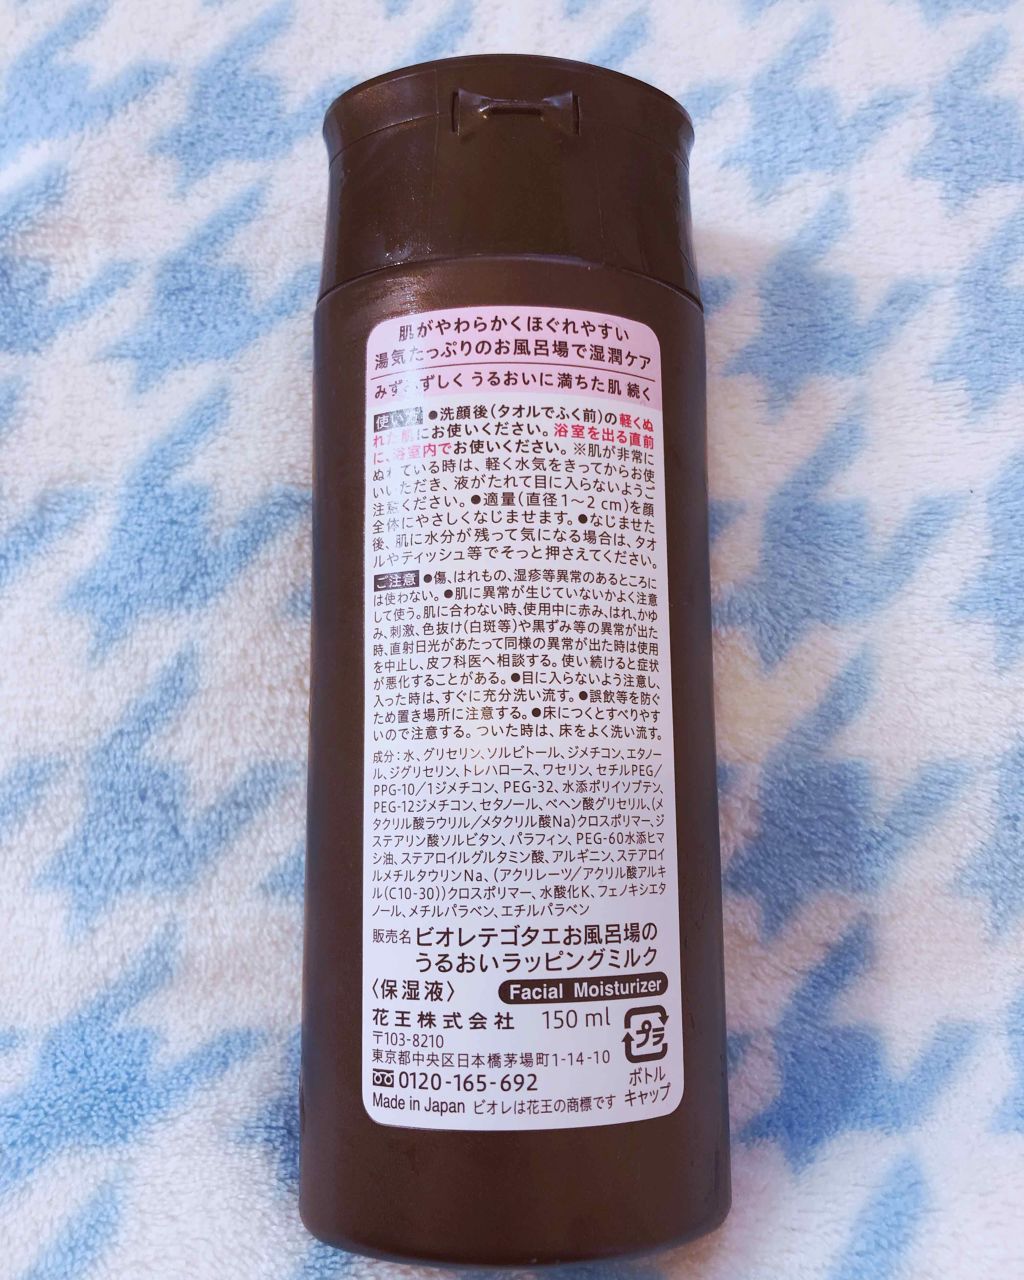 肌がやわらかくほぐれやすい
湯気たっぷりのお風呂場で湿潤ケア
みずみずしくうるおいに満ちた肌 続く
使い方 ●洗顔後(タオルでふく前)の軽くぬ
れた肌にお使いください。浴室を出る直前
に、浴室内でお使いください。※肌が非常に
ぬれている時は、軽く水気をきってからお使
いいただき、液がたれて目に入らないようご
注意ください。●適量(直径1〜2 cm)を顔
全体にやさしくなじませます。●なじませた
後、肌に水分が残って気になる場合は、タオ
ルやティッシュ等でそっと押さえてください。
ご注意 ●傷、はれもの、湿疹等異常のあるところに
は使わない。●肌に異常が生じていないかよく注意
して使う。肌に合わない時、使用中に赤み、はれ、かゆ
み、刺激、色抜け(白斑等)や黒ずみ等の異常が出た
時、直射日光があたって同様の異常が出た時は使用
を中止し、皮フ科医へ相談する。使い続けると症状
が悪化することがある。●目に入らないよう注意し、
入った時は、すぐに充分洗い流す。●誤飲等を防ぐ
ため置き場所に注意する。●床につくとすべりやす
いので注意する。ついた時は、床をよく洗い流す。
成分:水、グリセリン、ソルビトール、ジメチコン、エタノー
ル、ジグリセリン、トレハロース、ワセリン、セチルPEG/
PPG-10/1ジメチコン、PEG-32、水添ポリイソブテン、
PEG-12ジメチコン、セタノール、ベヘン酸グリセリル、(メ
タクリル酸ラウリル/メタクリル酸Na)クロスポリマー、ジ
ステアリン酸ソルビタン、パラフィン、PEG-60水添ヒマ
シ油、ステアロイルグルタミン酸、アルギニン、ステアロイ
ルメチルタウリンNa、(アクリレーツ/アクリル酸アルキ
ル(C10-30))クロスポリマー、水酸化K、フェノキシエタ
ノール、メチルパラベン、エチルパラベン
販売名 ビオレテゴタエお風呂場の
うるおいラッピングミルク
〈保湿液〉 Facial Moisturizer
花王株式会社 150 ml
〒103-8210
東京都中央区日本橋茅場町1-14-10
0120-165-692
Made in Japan ビオレは花王の商標です
プラ
ボトル
キャップ